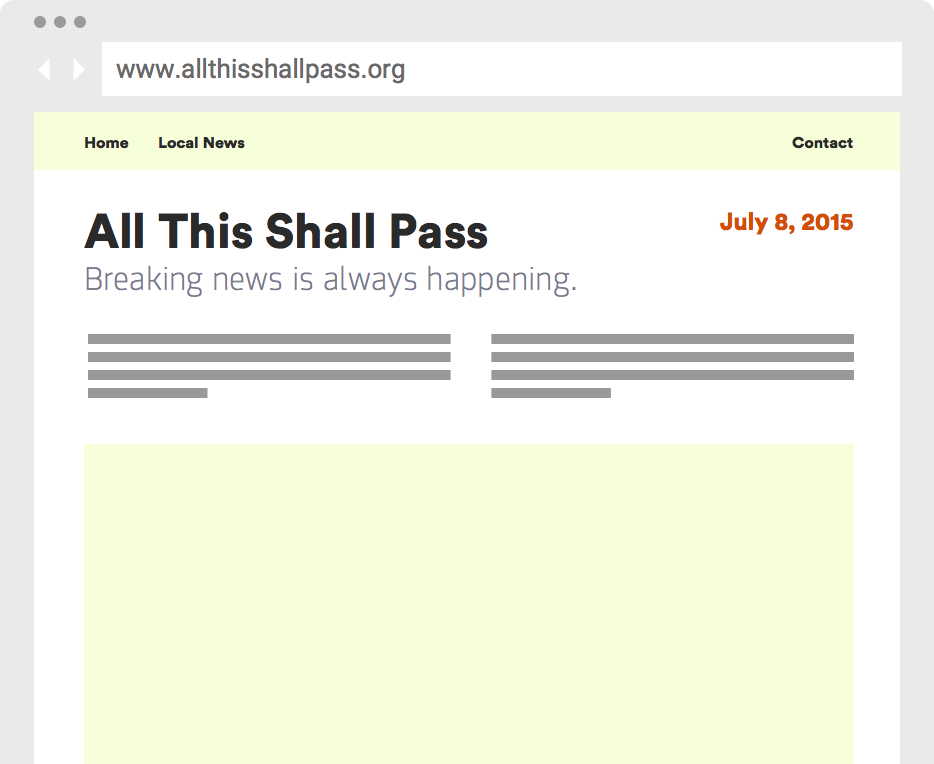 www.allthisshallpass.org
Home Local News Contact
All This Shall Pass
July 8, 2015
Breaking news is always happening.